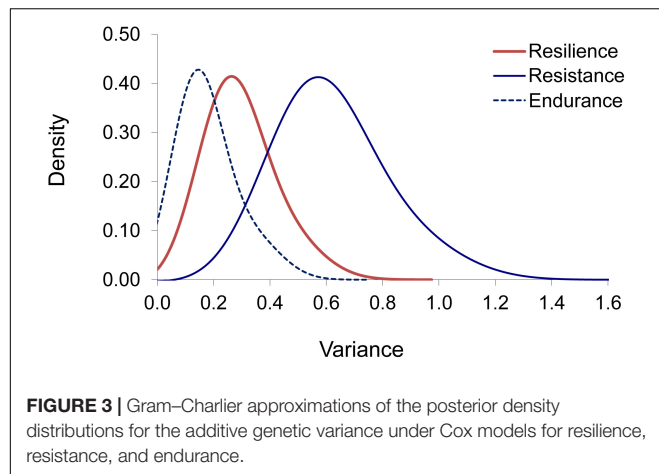 0.50
0.40
0.30
0.20
0.10
0.00
Density
Resilience
Resistance
Endurance
0.0 0.2 0.4 0.6 0.8 1.0 1.2 1.4 1.6
Variance
FIGURE 3 | Gram–Charlier approximations of the posterior density
distributions for the additive genetic variance under Cox models for resilience,
resistance, and endurance.